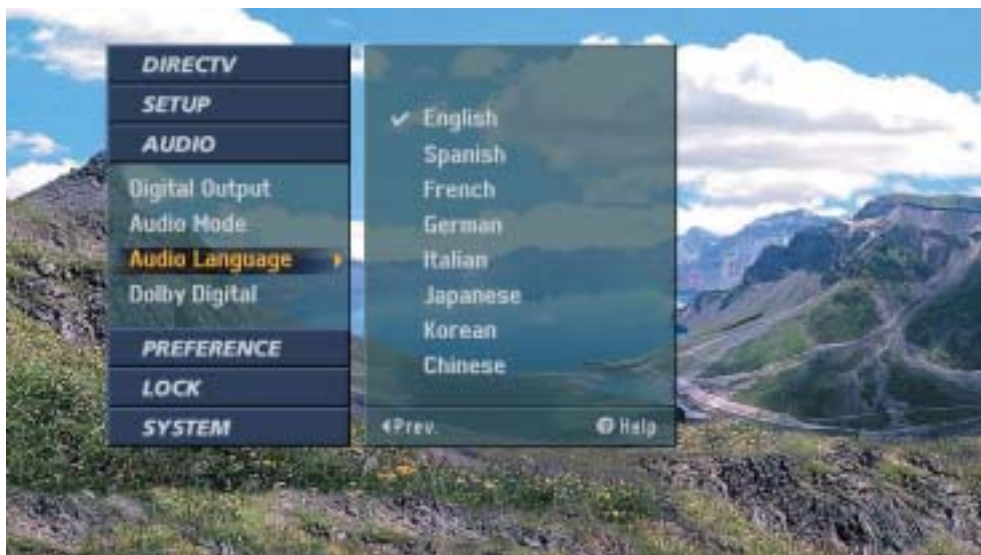 DIRECTV
SETUP
AUDIO
Digital Output
Audio Mode
Audio Language
Dolby Digital
PREFERENCE
LOCK
SYSTEM
English
Spanish
French
German
Italian
Japanese
Korean
Chinese
Prev.
Help